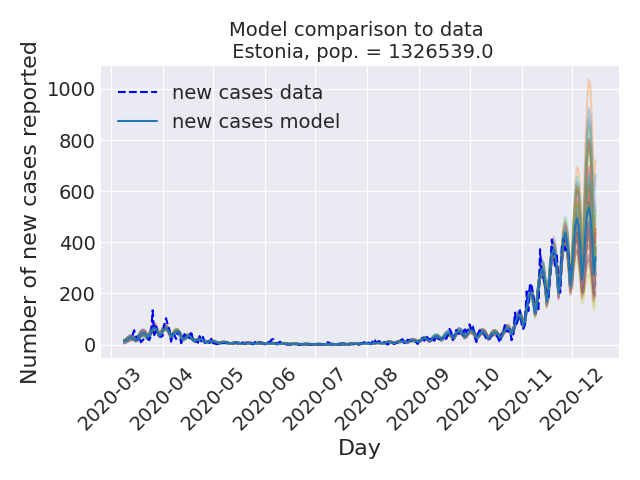 Model comparison to data
Estonia, pop. = 1326539.0
Number of new cases reported
1000
800
600
400
200
0
new cases data
new cases model
2020-03
2020-04
2020-05
2020-06
2020-07
2020-08
2020-09
2020-10
2020-11
2020-12
Day